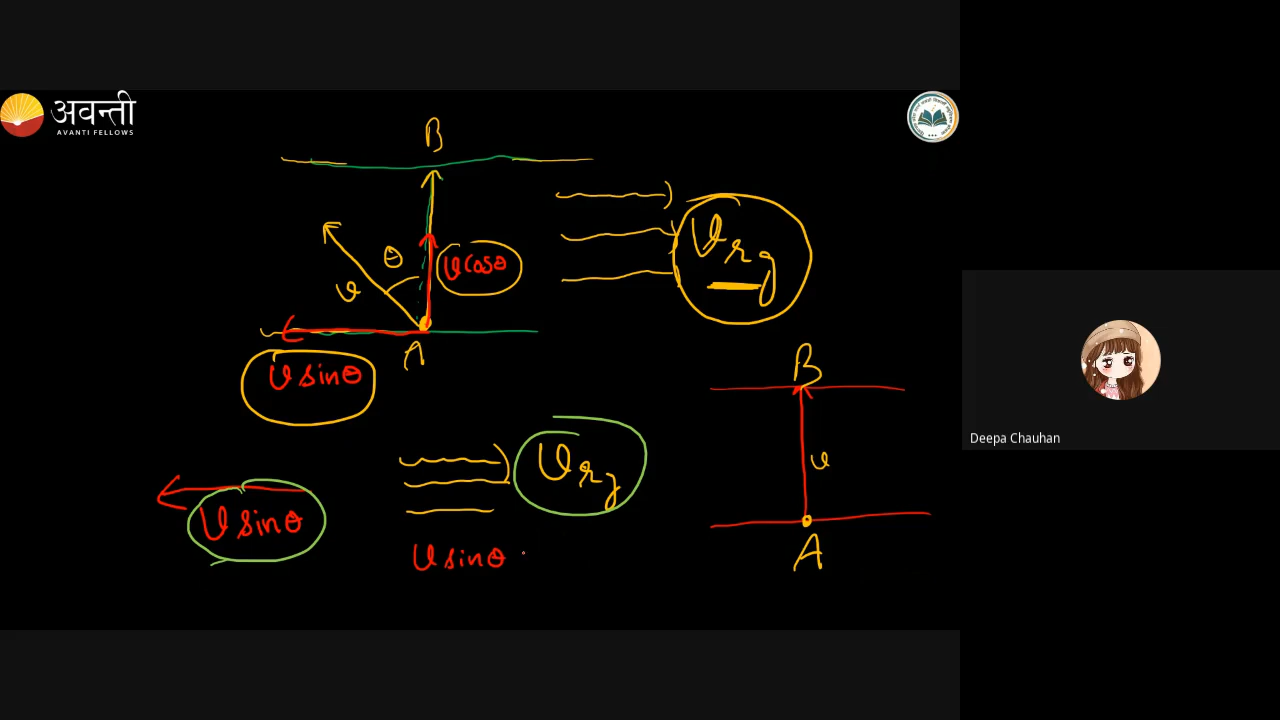 अवन्ती
AVANTI FELLOWS
B
vrg
θ
v cosθ
v
A
v sinθ
B
vrg
v
v sinθ
v sinθ
A
Deepa Chauhan